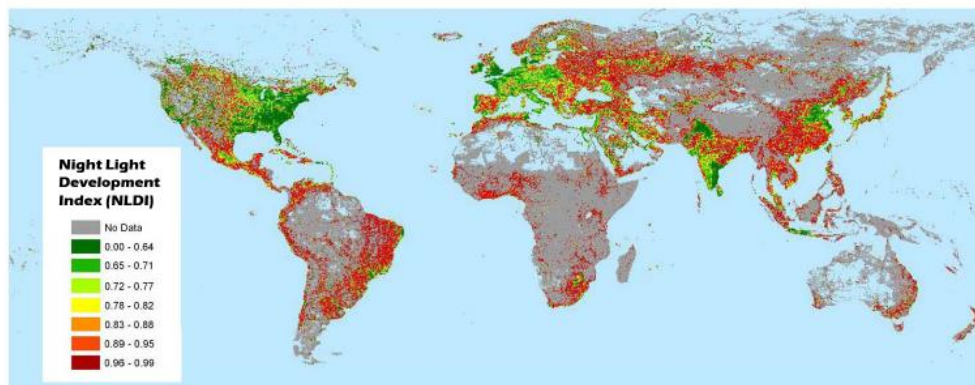 Night Light
Development
Index (NLDI)
No Data
0.00 - 0.64
0.65 - 0.71
0.72 - 0.77
0.78 - 0.82
0.83 - 0.88
0.89 - 0.95
0.96 - 0.99